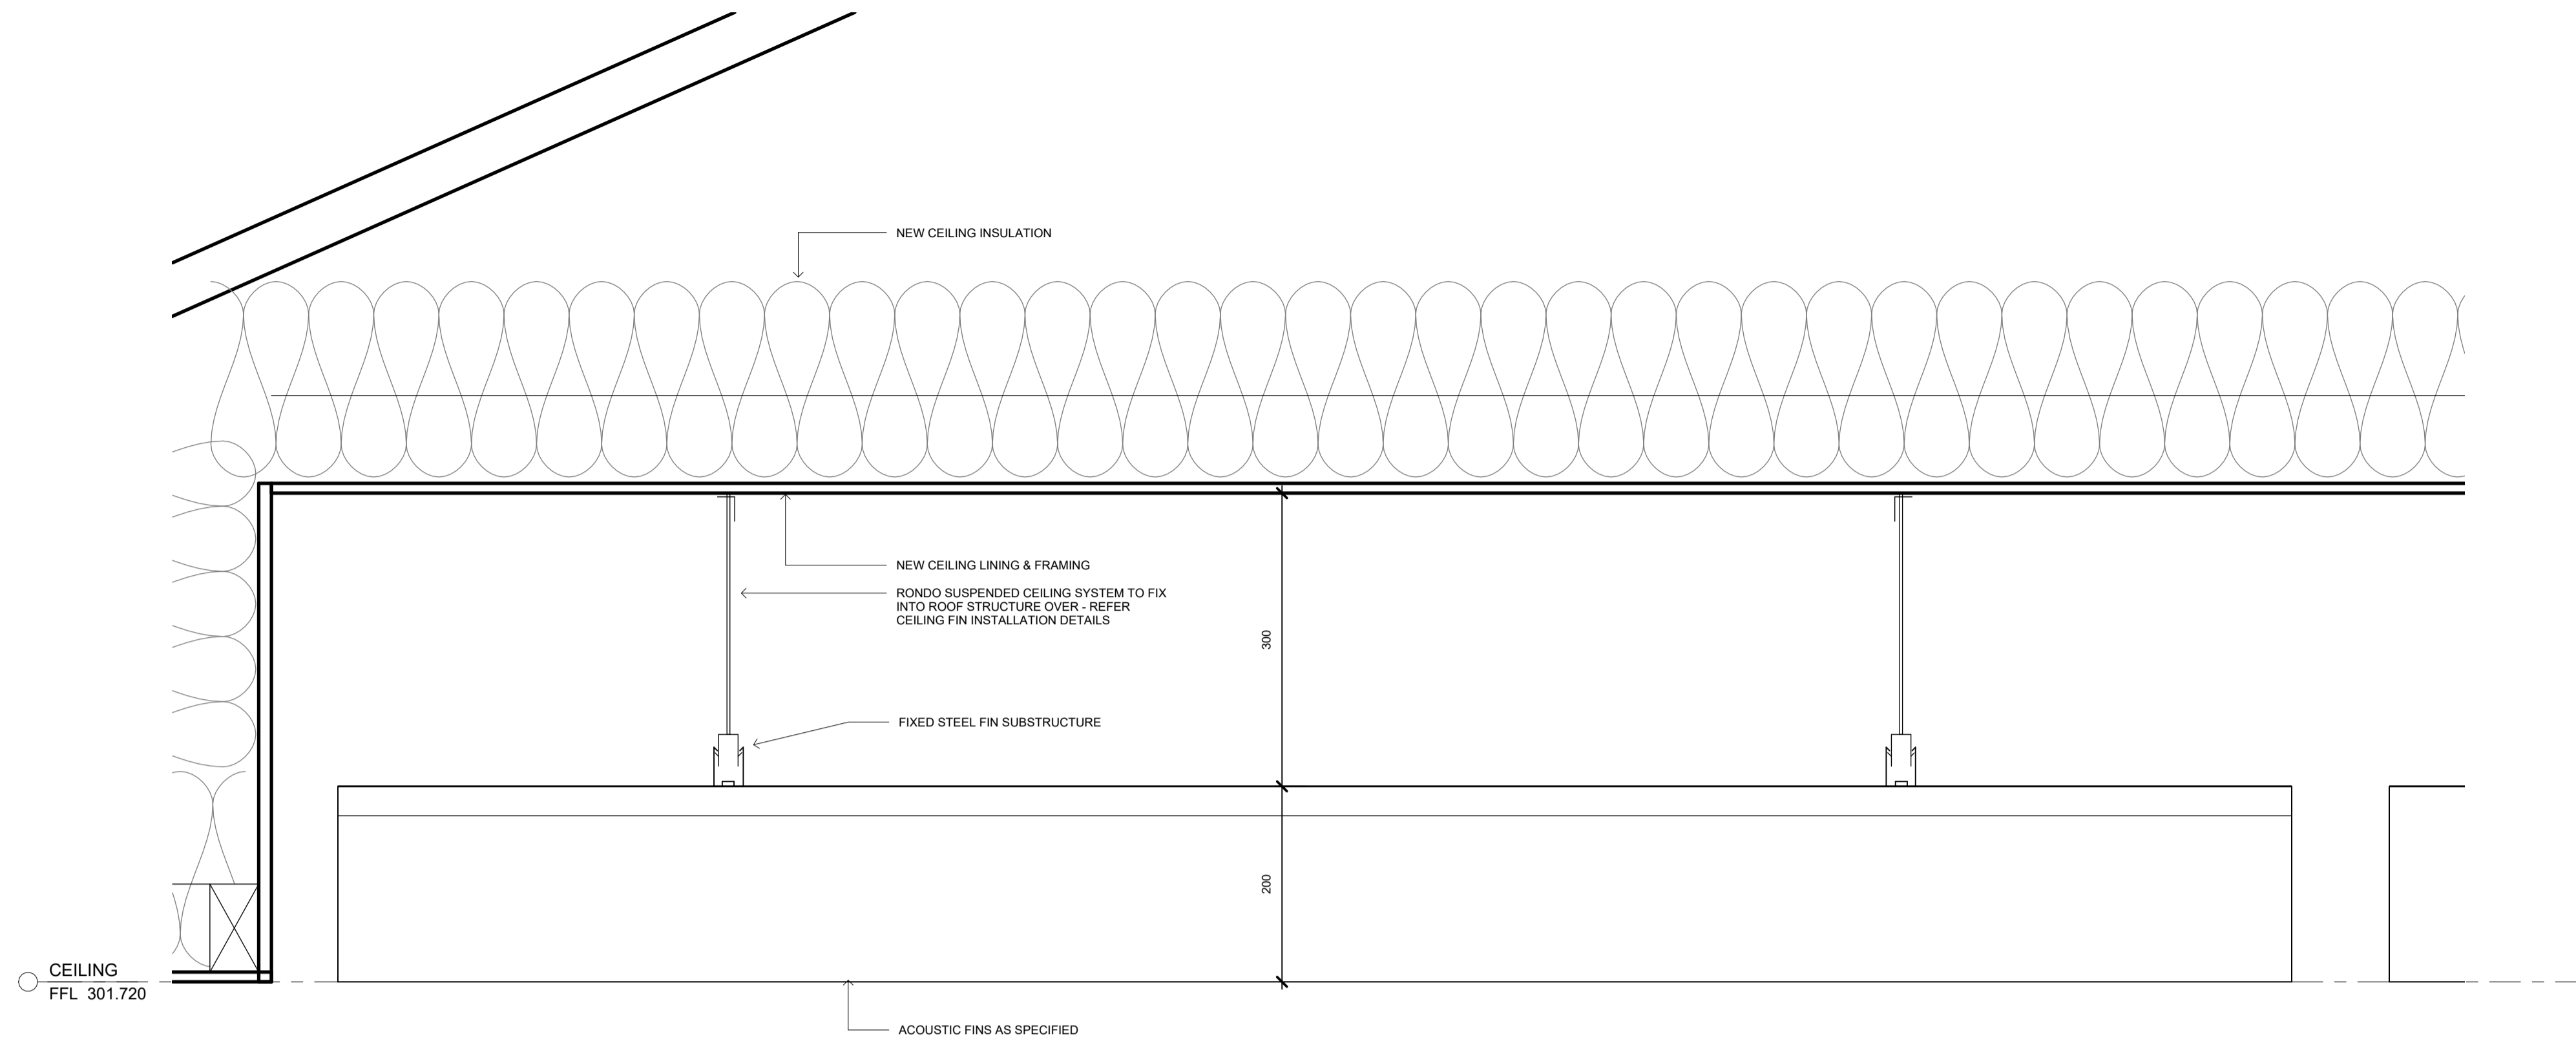 NEW CEILING INSULATION
NEW CEILING LINING & FRAMING
RONDO SUSPENDED CEILING SYSTEM TO FIX
INTO ROOF STRUCTURE OVER - REFER
CEILING FIN INSTALLATION DETAILS
300
FIXED STEEL FIN SUBSTRUCTURE
200
CEILING
FFL 301.720
ACOUSTIC FINS AS SPECIFIED